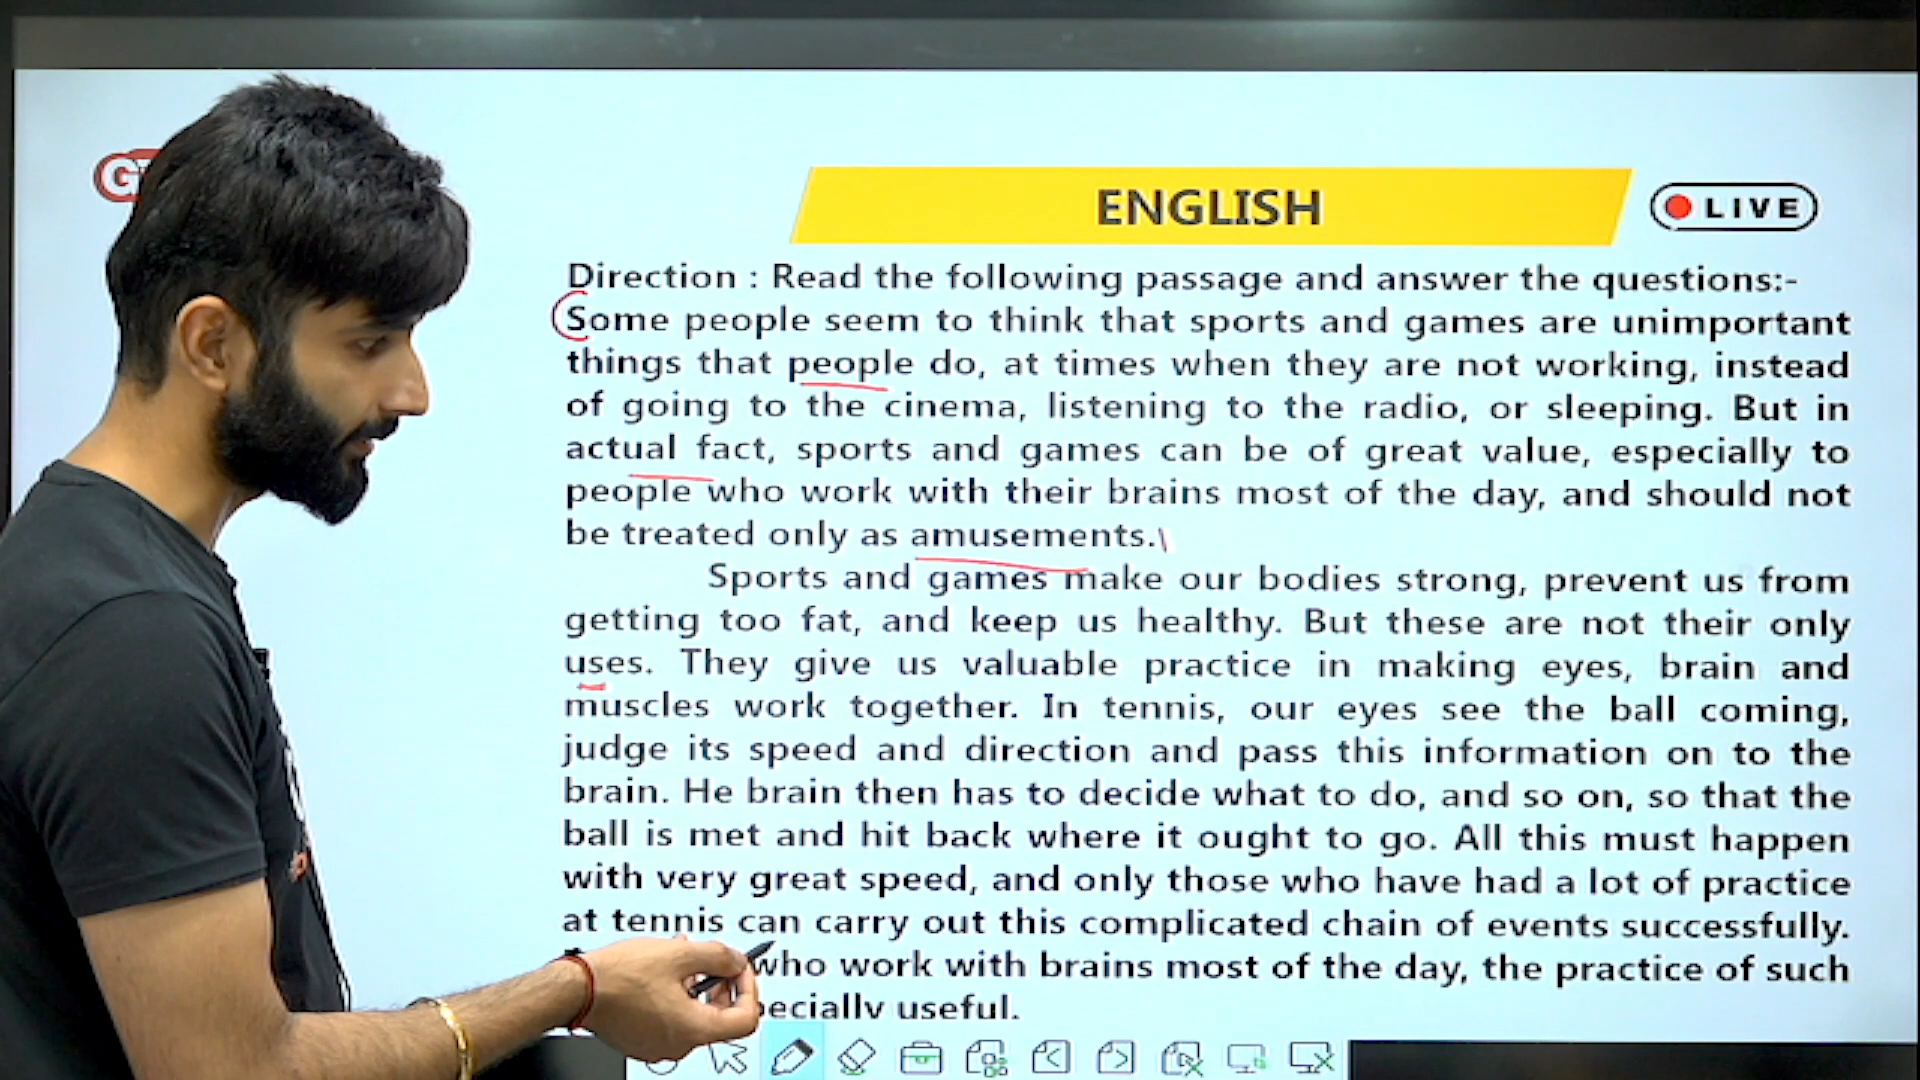 G
ENGLISH
LIVE
Direction : Read the following passage and answer the questions:-
Some people seem to think that sports and games are unimportant
things that people do, at times when they are not working, instead
of going to the cinema, listening to the radio, or sleeping. But in
actual fact, sports and games can be of great value, especially to
people who work with their brains most of the day, and should not
be treated only as amusements.
Sports and games make our bodies strong, prevent us from
getting too fat, and keep us healthy. But these are not their only
uses. They give us valuable practice in making eyes, brain and
muscles work together. In tennis, our eyes see the ball coming,
judge its speed and direction and pass this information on to the
brain. He brain then has to decide what to do, and so on, so that the
ball is met and hit back where it ought to go. All this must happen
with very great speed, and only those who have had a lot of practice
at tennis can carry out this complicated chain of events successfully.
who work with brains most of the day, the practice of such
useful.